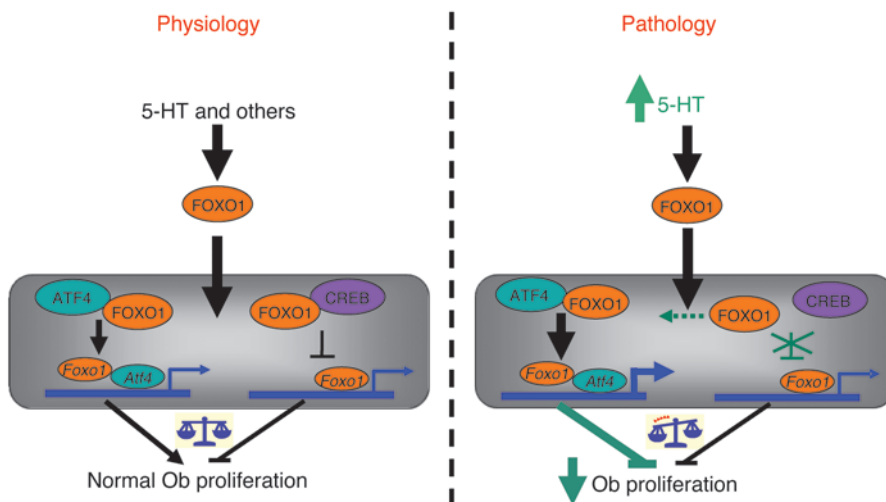 Physiology
5-HT and others
FOXO1
ATF4
FOXO1
FOXO1
CREB
Foxo1
Atf4
Foxo1
Normal Ob proliferation
Pathology
5-HT
FOXO1
ATF4
FOXO1
FOXO1
CREB
Foxo1
Atf4
Foxo1
Ob proliferation